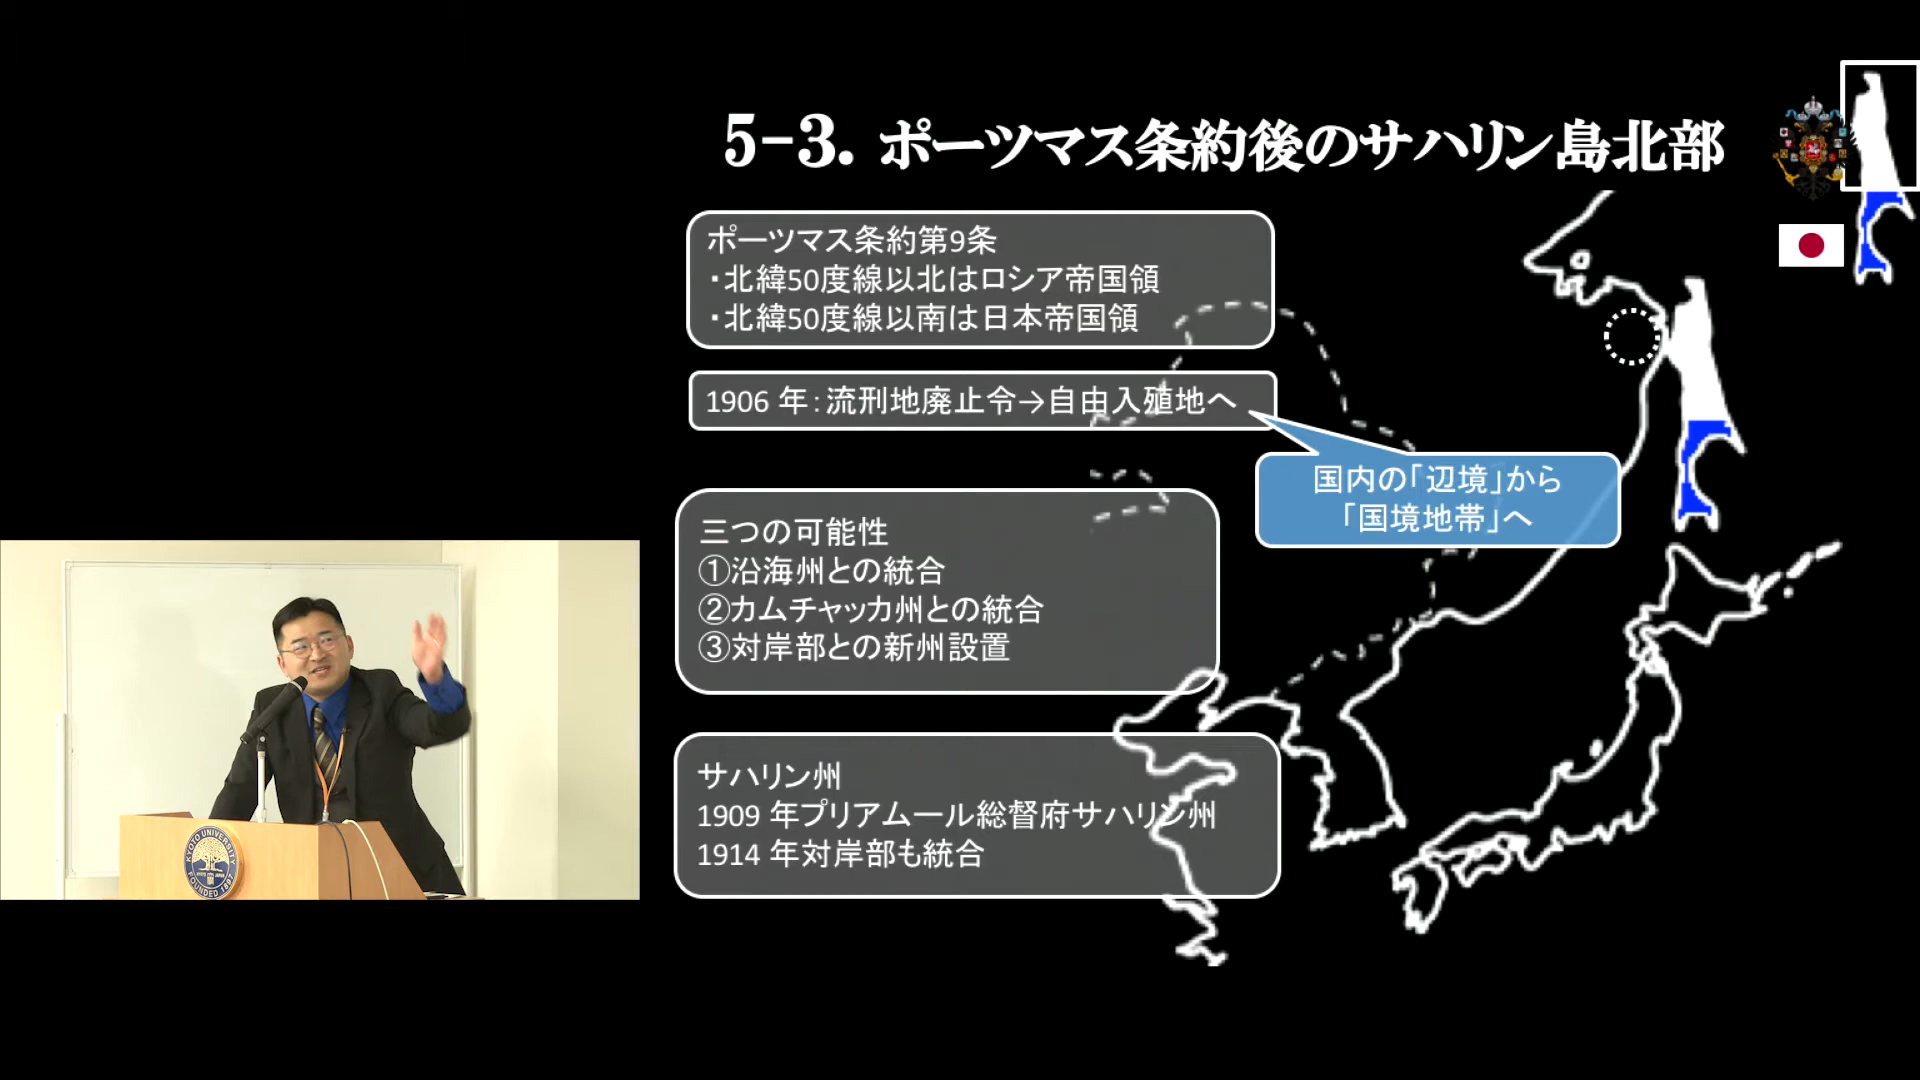 5-3. ポーツマス条約後のサハリン島北部
ポーツマス条約第9条
・北緯50度線以北はロシア帝国領
・北緯50度線以南は日本帝国領
1906 年：流刑地廃止令→自由入殖地へ
国内の「辺境」から
「国境地帯」へ
三つの可能性
①沿海州との統合
②カムチャッカ州との統合
③対岸部との新州設置
サハリン州
1909 年プリアムール総督府サハリン州
1914 年対岸部も統合
KYOTO UNIVERSITY
FOUNDED 1897